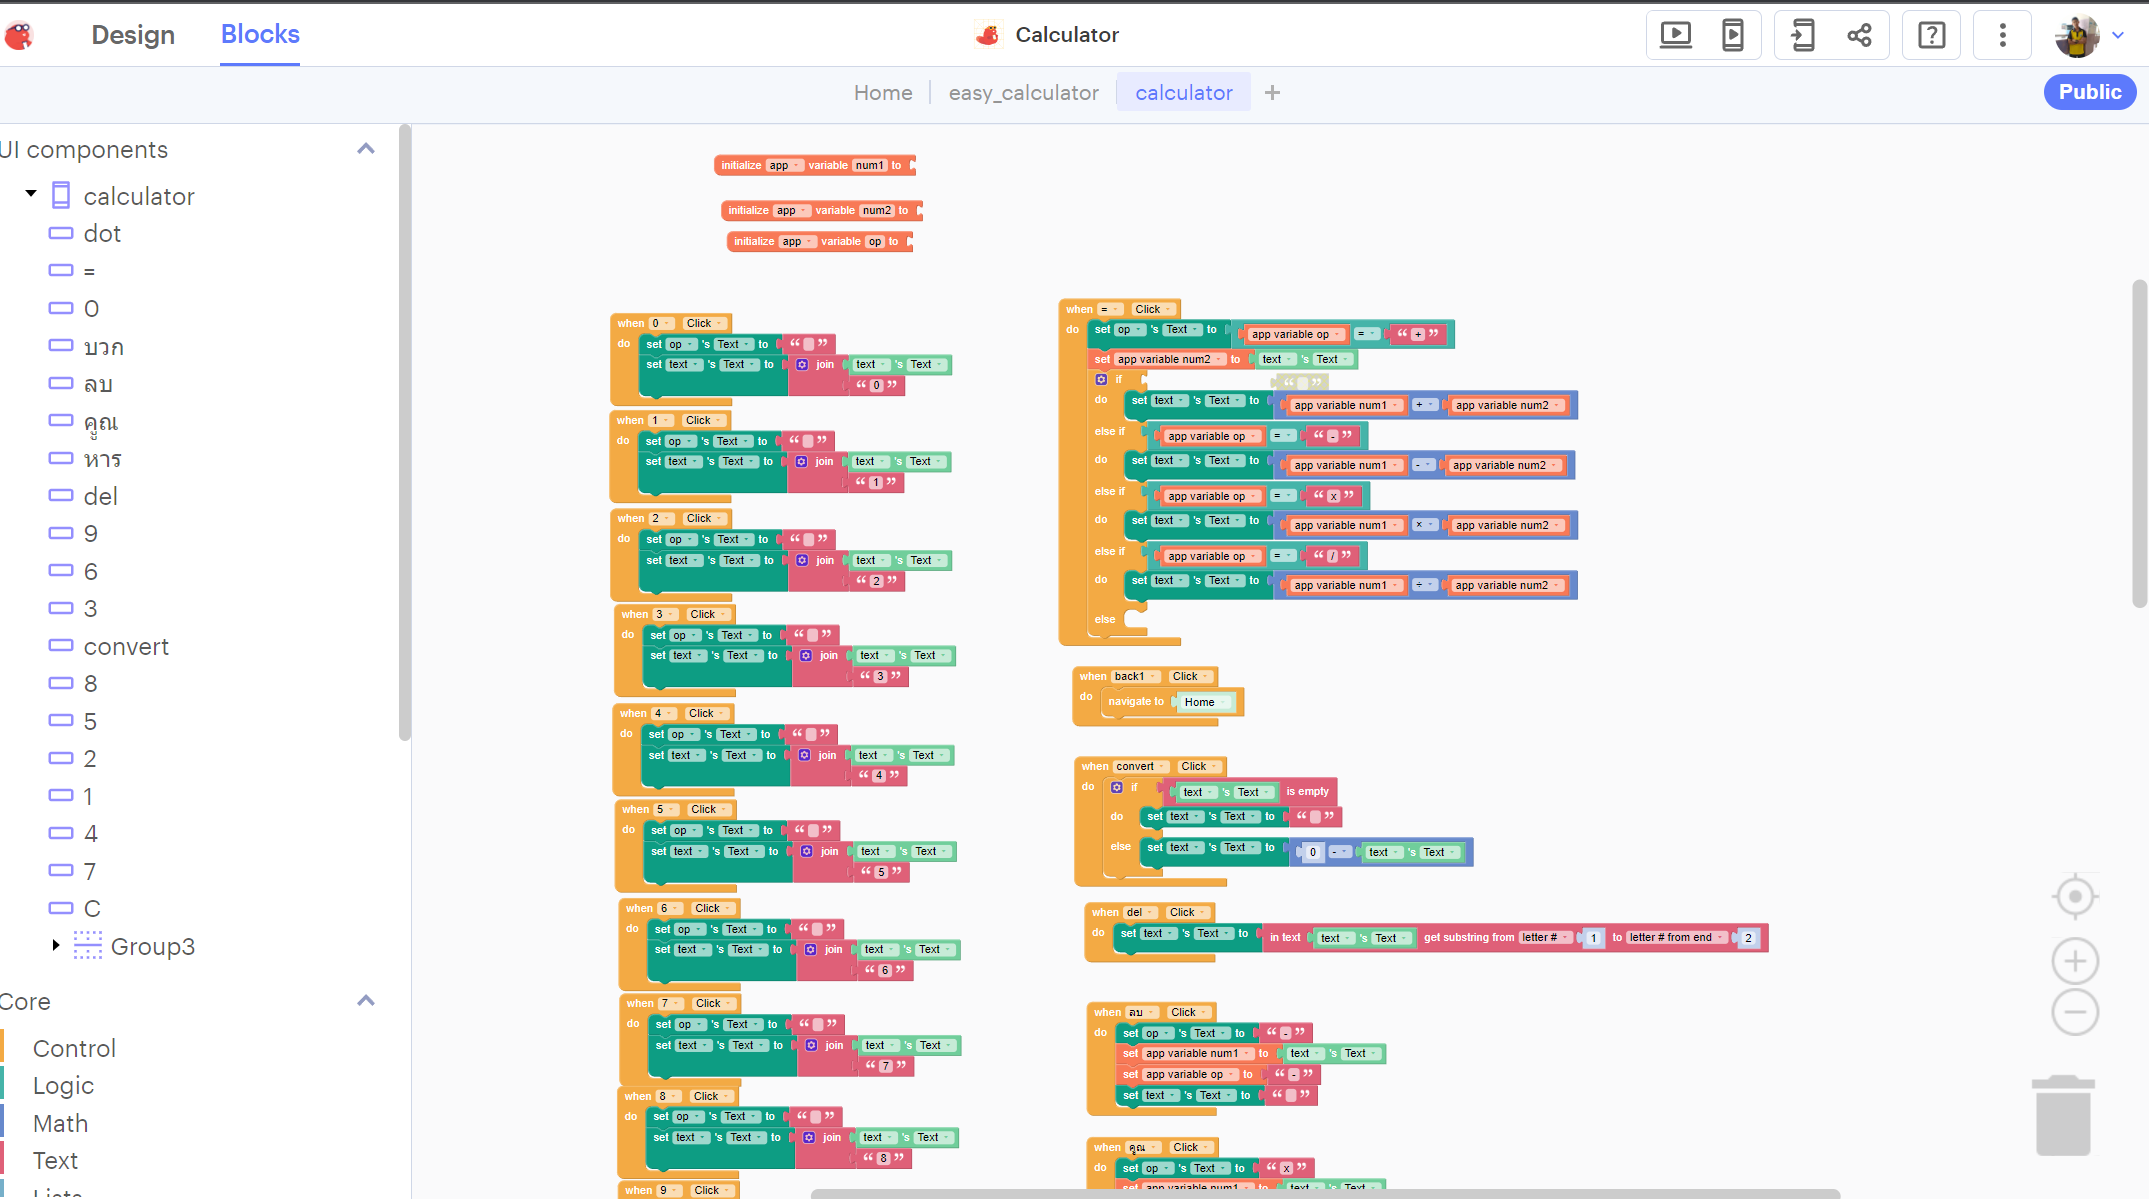 Design
Blocks
Calculator
Home
easy_calculator
calculator
+
Public
UI components
calculator
dot
=
0
บวก
ลบ
คูณ
หาร
del
9
6
3
convert
8
5
2
1
4
7
C
Group3
Core
Control
Logic
Math
Text
Lists
initialize app variable num1 to
initialize app variable num2 to
initialize app variable op to
when 0 Click
do set op 's Text to “ ”
set text 's Text to join text 's Text
“ 0 ”
when 1 Click
do set op 's Text to “ ”
set text 's Text to join text 's Text
“ 1 ”
when 2 Click
do set op 's Text to “ ”
set text 's Text to join text 's Text
“ 2 ”
when 3 Click
do set op 's Text to “ ”
set text 's Text to join text 's Text
“ 3 ”
when 4 Click
do set op 's Text to “ ”
set text 's Text to join text 's Text
“ 4 ”
when 5 Click
do set op 's Text to “ ”
set text 's Text to join text 's Text
“ 5 ”
when 6 Click
do set op 's Text to “ ”
set text 's Text to join text 's Text
“ 6 ”
when 7 Click
do set op 's Text to “ ”
set text 's Text to join text 's Text
“ 7 ”
when 8 Click
do set op 's Text to “ ”
set text 's Text to join text 's Text
“ 8 ”
when 9 Click
when = Click
do set op 's Text to app variable op = “ + ”
set app variable num2 to text 's Text
if “ ”
do set text 's Text to app variable num1 + app variable num2
else if app variable op = “ - ”
do set text 's Text to app variable num1 - app variable num2
else if app variable op = “ x ”
do set text 's Text to app variable num1 × app variable num2
else if app variable op = “ / ”
do set text 's Text to app variable num1 ÷ app variable num2
else
when back1 Click
do navigate to Home
when convert Click
do if text 's Text is empty
do set text 's Text to “ ”
else set text 's Text to 0 - text 's Text
when del Click
do set text 's Text to in text text 's Text get substring from letter # 1 to letter # from end 2
when ลบ Click
do set op 's Text to “ - ”
set app variable num1 to text 's Text
set app variable op to “ - ”
set text 's Text to “ ”
when คูณ Click
do set op 's Text to “ x ”
set app variable num1 to text 's Text